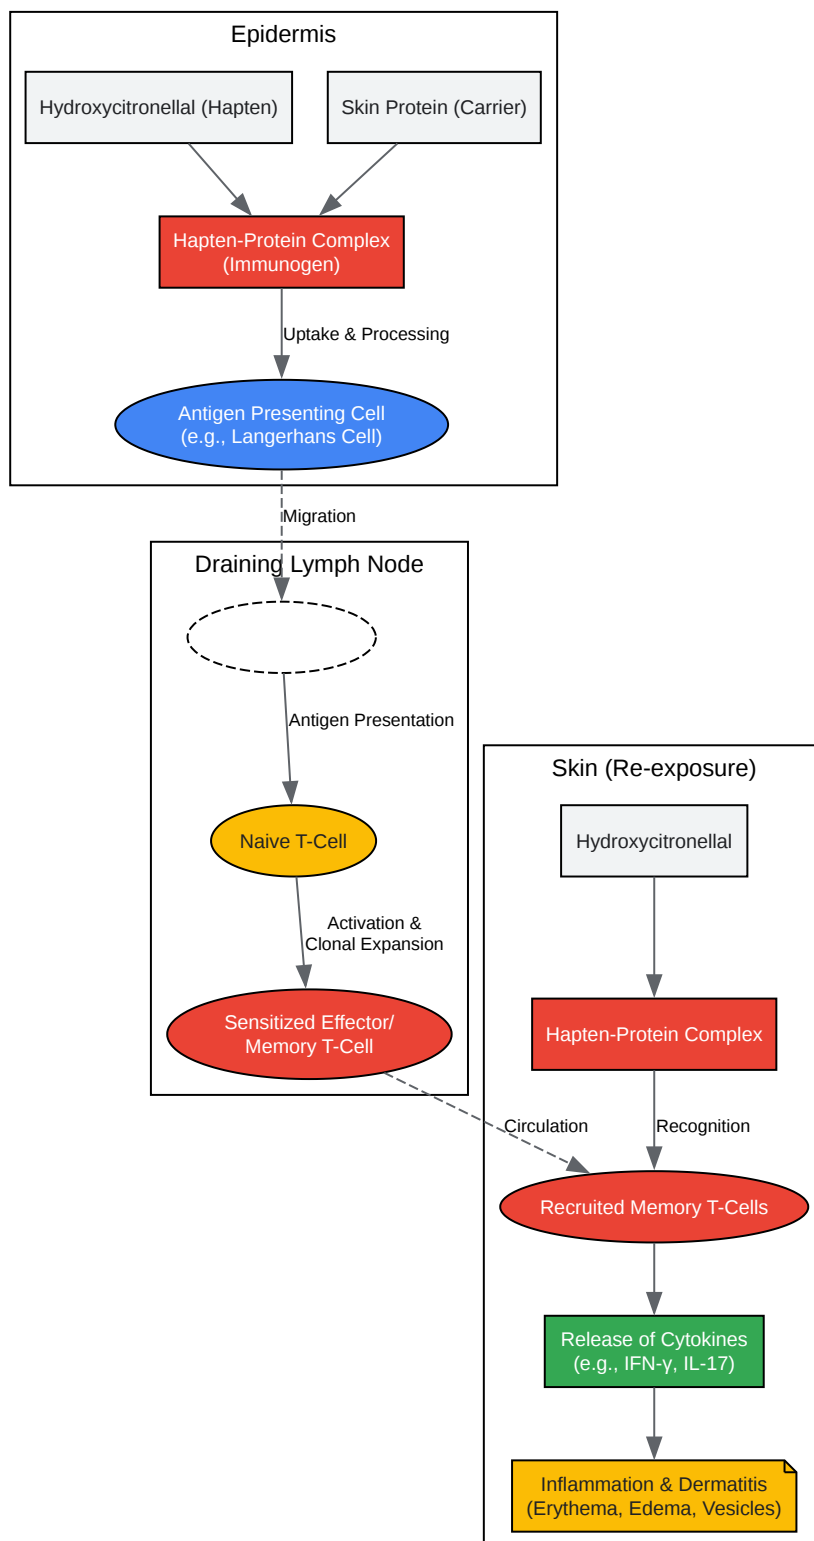 Epidermis
Hydroxycitronellal (Hapten)
Skin Protein (Carrier)
Hapten-Protein Complex
(Immunogen)
Uptake & Processing
Antigen Presenting Cell
(e.g., Langerhans Cell)
Migration
Draining Lymph Node
Antigen Presentation
Naive T-Cell
Activation &
Clonal Expansion
Sensitized Effector/
Memory T-Cell
Circulation
Skin (Re-exposure)
Hydroxycitronellal
Hapten-Protein Complex
Recognition
Recruited Memory T-Cells
Release of Cytokines
(e.g., IFN-γ, IL-17)
Inflammation & Dermatitis
(Erythema, Edema, Vesicles)